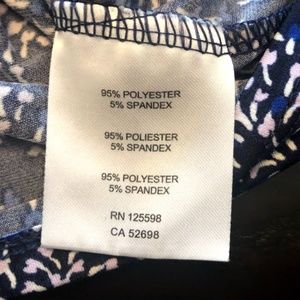 95% POLYESTER
5% SPANDEX
95% POLIESTER
5% SPANDEX
95% POLYESTER
5% SPANDEX
RN 125598
CA 52698